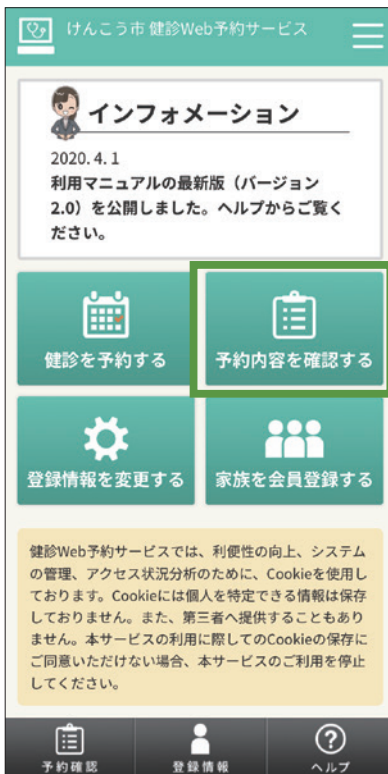 けんこう市 健診Web予約サービス
インフォメーション
2020.4.1
利用マニュアルの最新版（バージョン
2.0）を公開しました。ヘルプからご覧く
ださい。
健診を予約する
予約内容を確認する
登録情報を変更する
家族を会員登録する
健診Web予約サービスでは、利便性の向上、システム
の管理、アクセス状況分析のために、Cookieを使用し
ております。Cookieには個人を特定できる情報は保存
しておりません。また、第三者へ提供することもあり
ません。本サービスの利用に際してのCookieの保存に
ご同意いただけない場合、本サービスのご利用を停止
してください。
予約確認
登録情報
ヘルプ